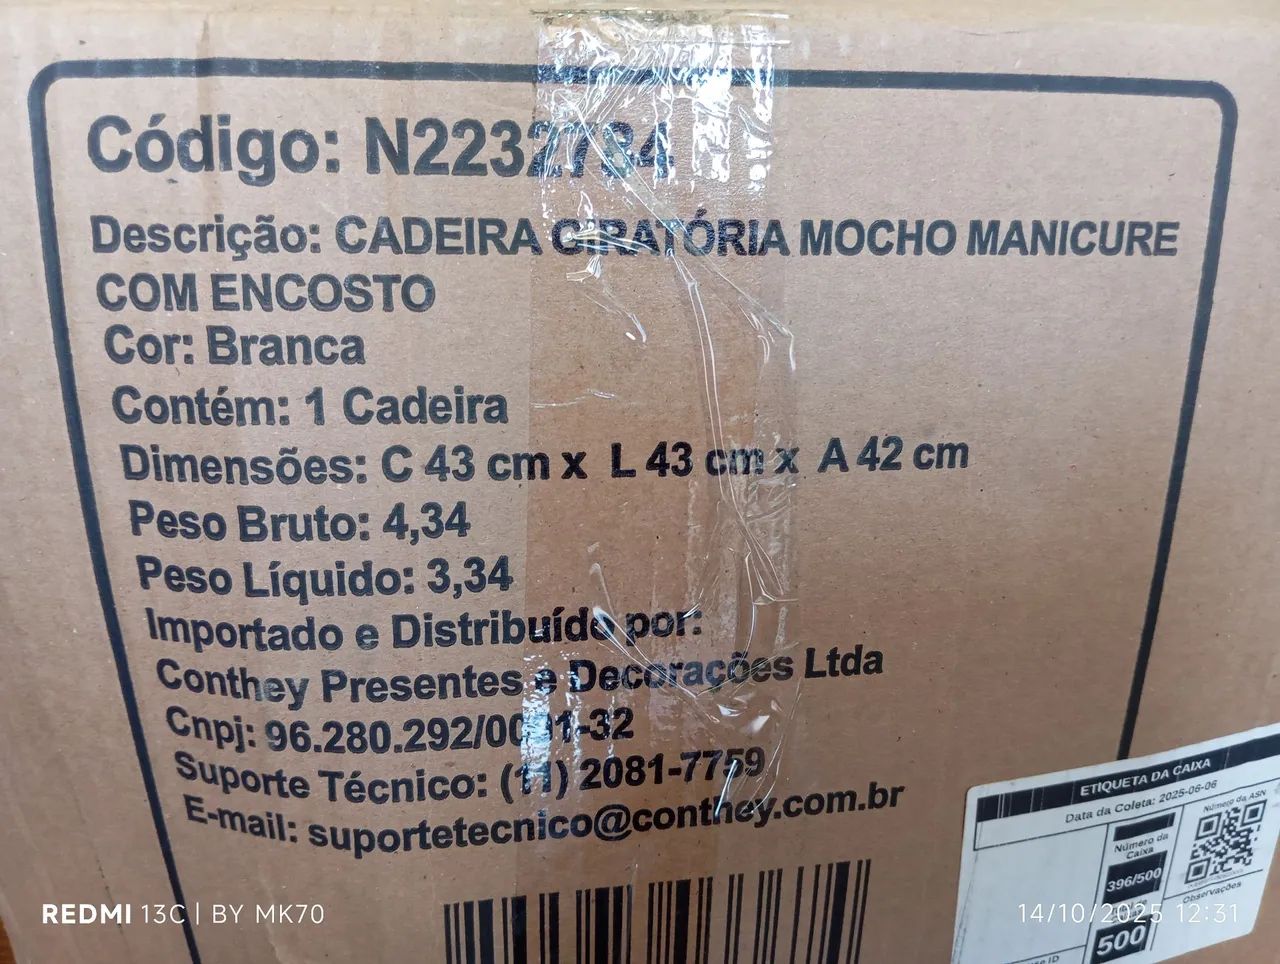 Código: N2232784
Descrição: CADEIRA GIRATÓRIA MOCHO MANICURE
COM ENCOSTO
Cor: Branca
Contém: 1 Cadeira
Dimensões: C 43 cm x L 43 cm x A 42 cm
Peso Bruto: 4,34
Peso Líquido: 3,34
Importado e Distribuído por:
Conthey Presentes e Decorações Ltda
Cnpj: 96.280.292/0001-32
Suporte Técnico: (11) 2081-7759
E-mail: suportetecnico@conthey.com.br
ETIQUETA DA CAIXA
Data da Coleta: 2025-06-06
Número da Caixa
396/500
500
Número da ASN
Observações
ID
REDMI 13C | BY MK70
14/10/2025 12:31